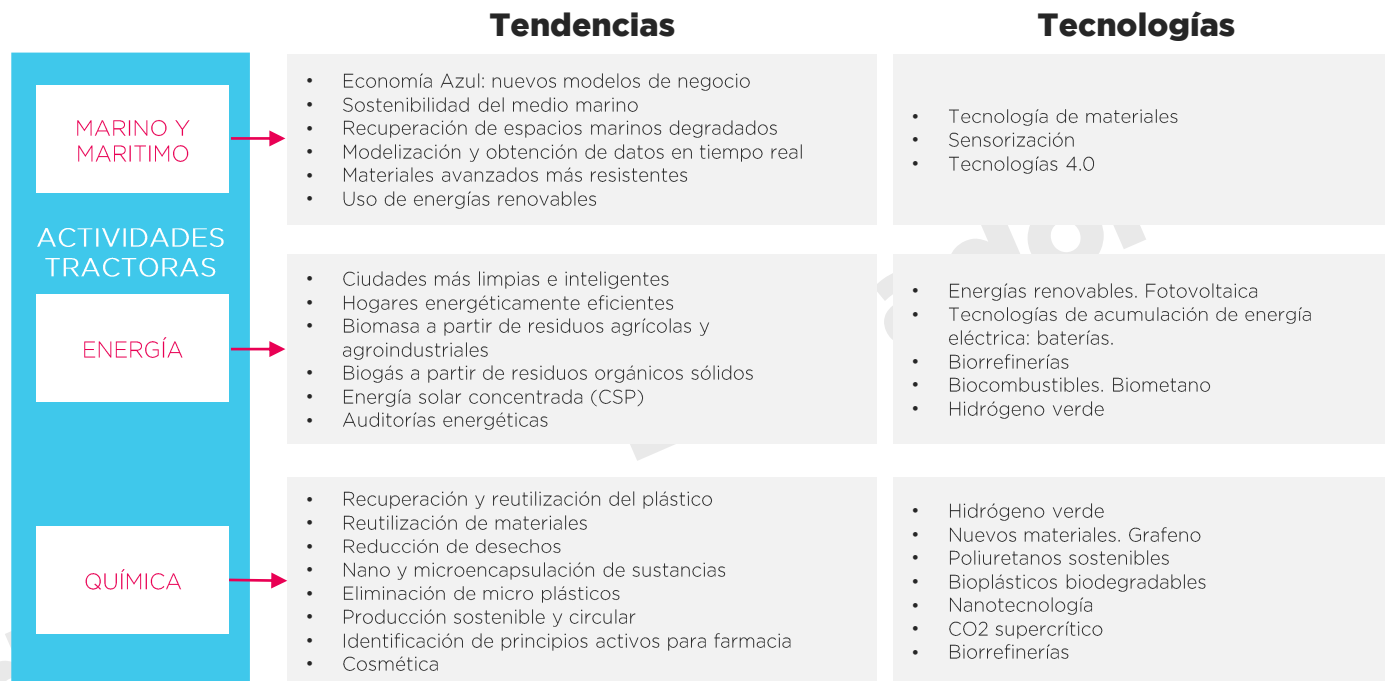 Tendencias
Tecnologías
ACTIVIDADES
TRACTORAS
MARINO Y
MARITIMO
• Economía Azul: nuevos modelos de negocio
• Sostenibilidad del medio marino
• Recuperación de espacios marinos degradados
• Modelización y obtención de datos en tiempo real
• Materiales avanzados más resistentes
• Uso de energías renovables
• Tecnología de materiales
• Sensorización
• Tecnologías 4.0
ENERGÍA
• Ciudades más limpias e inteligentes
• Hogares energéticamente eficientes
• Biomasa a partir de residuos agrícolas y
agroindustriales
• Biogás a partir de residuos orgánicos sólidos
• Energía solar concentrada (CSP)
• Auditorías energéticas
• Energías renovables. Fotovoltaica
• Tecnologías de acumulación de energía
eléctrica: baterías.
• Biorrefinerías
• Biocombustibles. Biometano
• Hidrógeno verde
QUÍMICA
• Recuperación y reutilización del plástico
• Reutilización de materiales
• Reducción de desechos
• Nano y microencapsulación de sustancias
• Eliminación de micro plásticos
• Producción sostenible y circular
• Identificación de principios activos para farmacia
• Cosmética
• Hidrógeno verde
• Nuevos materiales. Grafeno
• Poliuretanos sostenibles
• Bioplásticos biodegradables
• Nanotecnología
• CO2 supercrítico
• Biorrefinerías